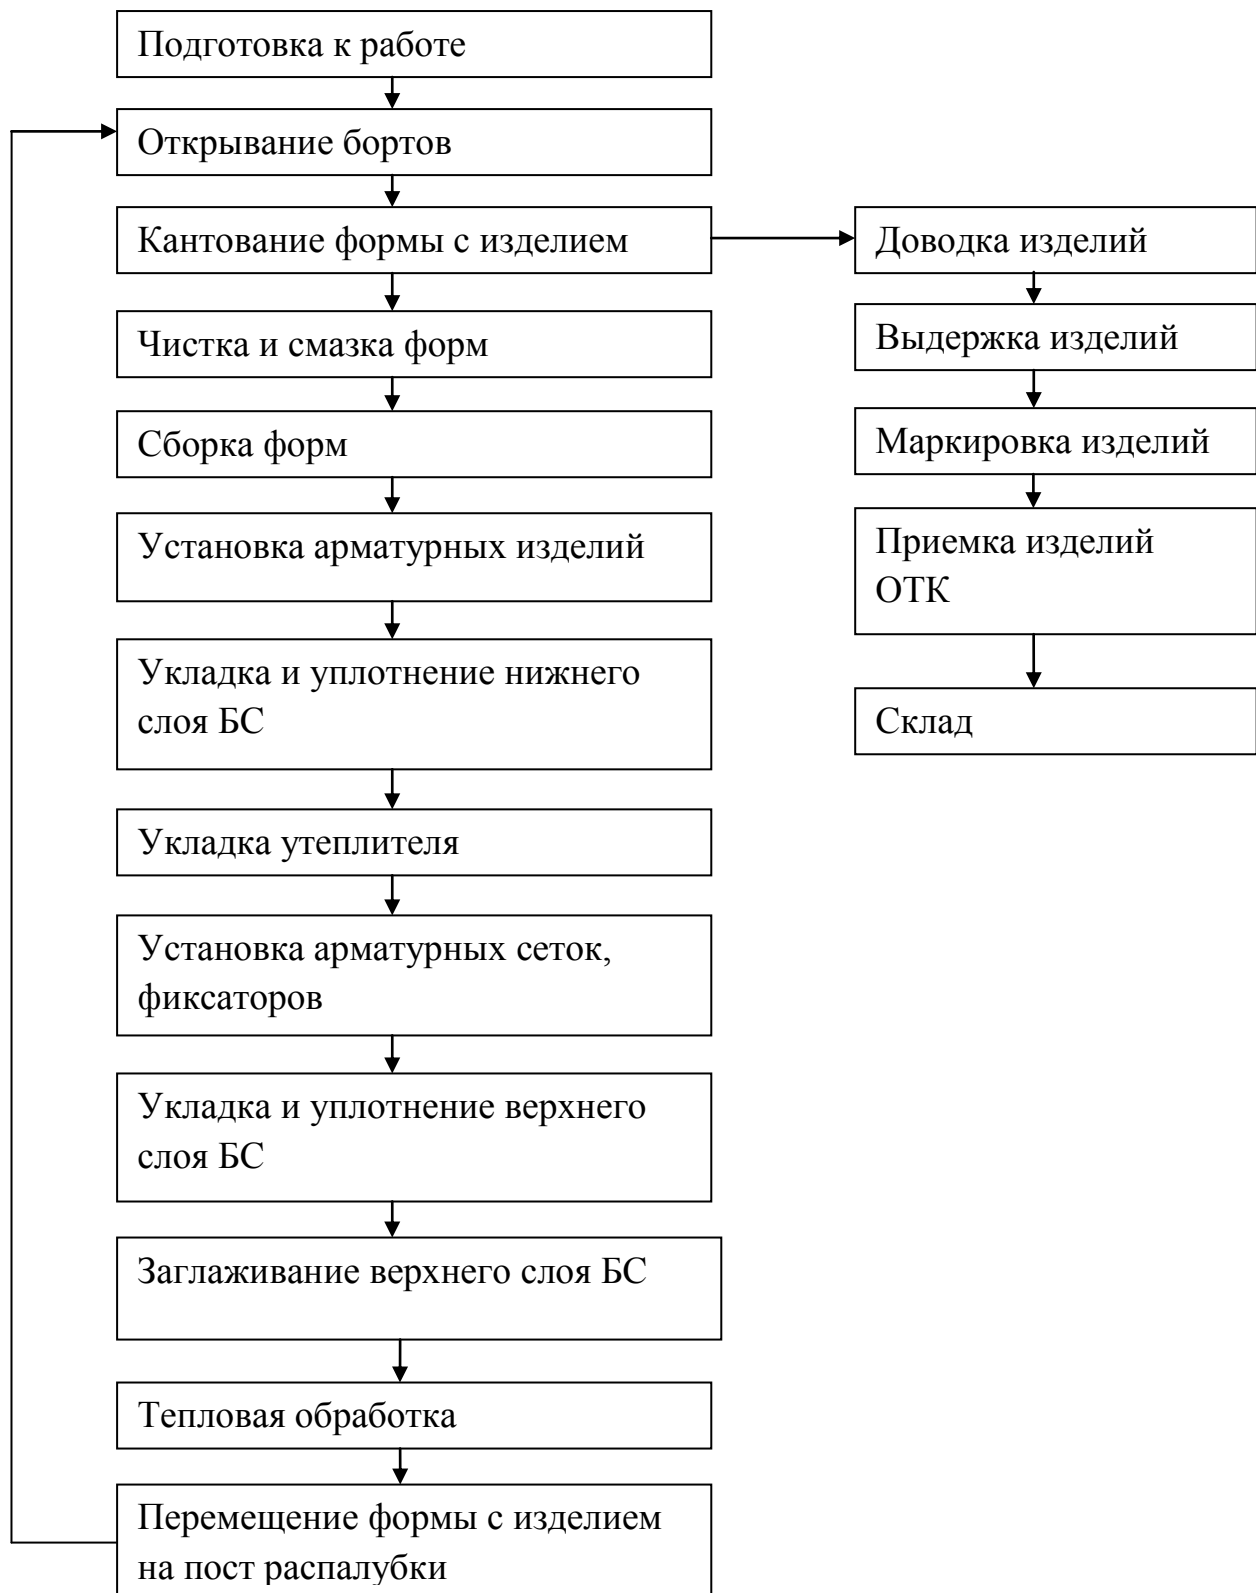 Подготовка к работе
Открывание бортов
Кантование формы с изделием
Чистка и смазка форм
Сборка форм
Установка арматурных изделий
Укладка и уплотнение нижнего
слоя БС
Укладка утеплителя
Установка арматурных сеток,
фиксаторов
Укладка и уплотнение верхнего
слоя БС
Заглаживание верхнего слоя БС
Тепловая обработка
Перемещение формы с изделием
на пост распалубки
Доводка изделий
Выдержка изделий
Маркировка изделий
Приемка изделий
ОТК
Склад